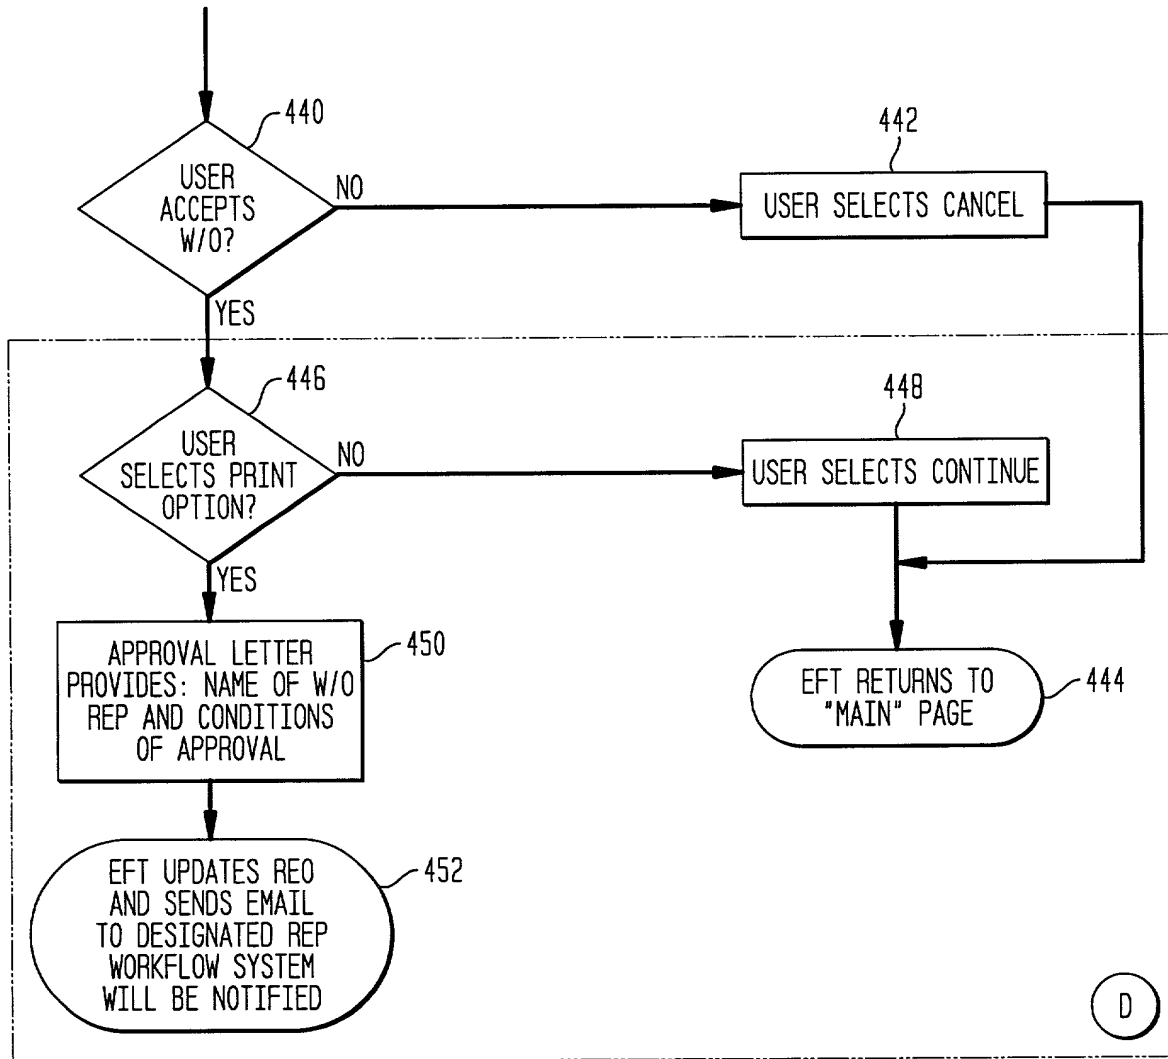 440
USER
ACCEPTS
W/O?
NO
442
USER SELECTS CANCEL
YES
446
USER
SELECTS PRINT
OPTION?
NO
448
USER SELECTS CONTINUE
YES
450
APPROVAL LETTER
PROVIDES: NAME OF W/O
REP AND CONDITIONS
OF APPROVAL
EFT RETURNS TO
"MAIN" PAGE
444
452
EFT UPDATES REO
AND SENDS EMAIL
TO DESIGNATED REP
WORKFLOW SYSTEM
WILL BE NOTIFIED
D